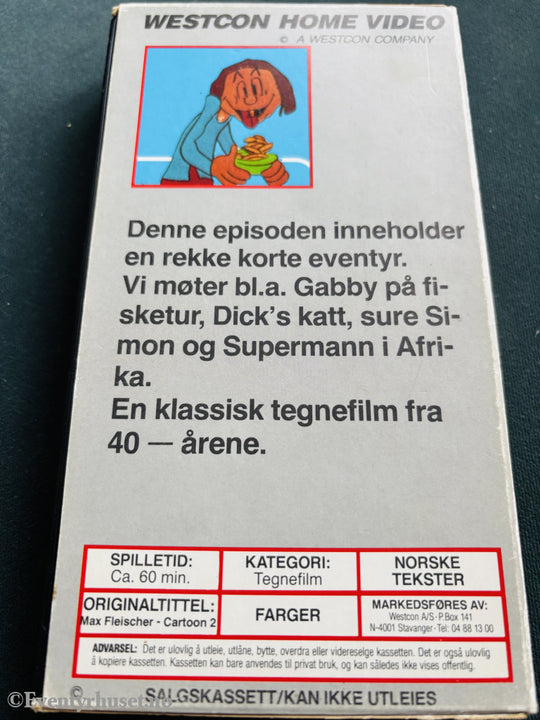 WESTCON HOME VIDEO
© A WESTCON COMPANY
Denne episoden inneholder
en rekke korte eventyr.
Vi møter bl.a. Gabby på fi-
sketur, Dick's katt, sure Si-
mon og Supermann i Afri-
ka.
En klassisk tegnefilm fra
40 — årene.
SPILLETID:
Ca. 60 min.
KATEGORI:
Tegnefilm
NORSKE
TEKSTER
ORIGINALTITTEL:
Max Fleischer - Cartoon 2
FARGER
MARKEDSFØRES AV:
Westcon A/S · P.Box 141
N-4001 Stavanger · Tel: 04 88 13 00
ADVARSEL: Det er ulovlig å utleie, utlåne, bytte, overdra eller videreselge kassetten. Det er også ulovlig
å kopiere kassetten. Kassetten kan bare anvendes til privat bruk, og kan således ikke vises offentlig.
SALGSKASSETT/KAN IKKE UTLEIES
© Eventyrhuset.no